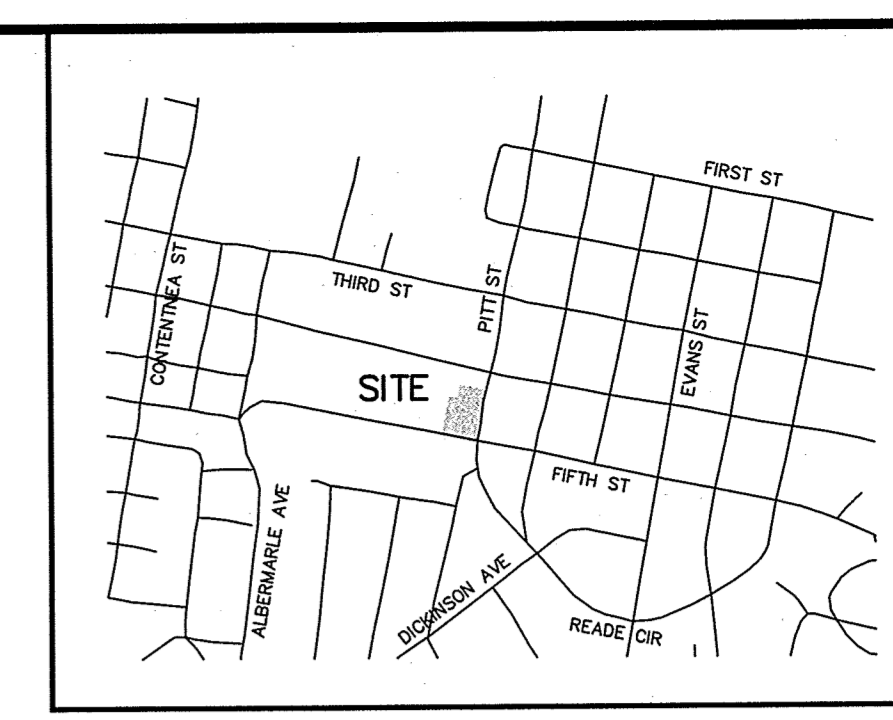 FIRST ST
THIRD ST
CONTENTNEA ST
PITT ST
EVANS ST
SITE
FIFTH ST
ALBERMARLE AVE
DICKINSON AVE
READE CIR